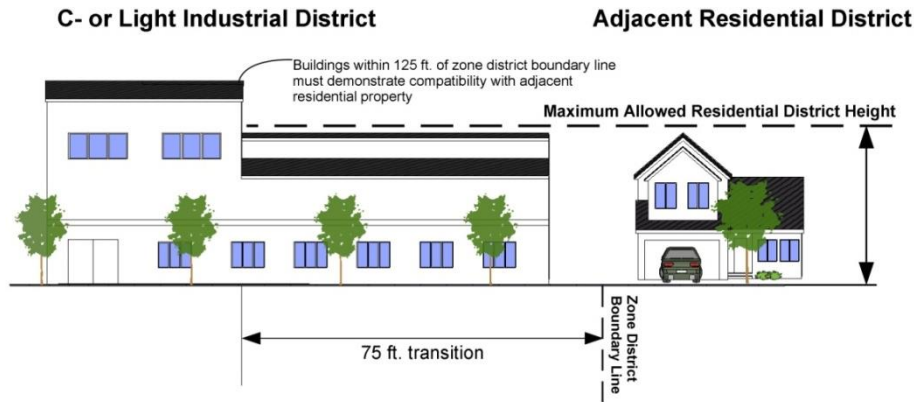 C- or Light Industrial District
Adjacent Residential District
Buildings within 125 ft. of zone district boundary line
must demonstrate compatibility with adjacent
residential property
Maximum Allowed Residential District Height
75 ft. transition
Zone District
Boundary Line